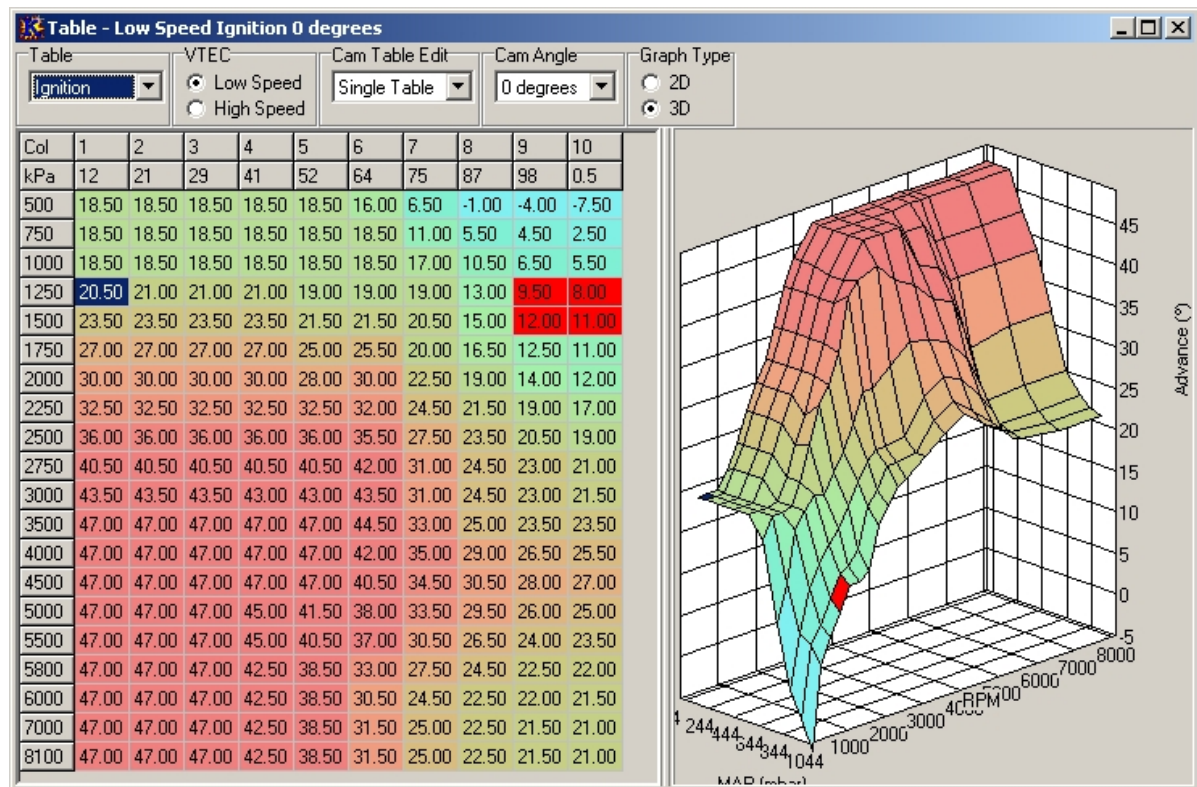 Table - Low Speed Ignition 0 degrees
Table VTEC Cam Table Edit Cam Angle Graph Type
Ignition Low Speed Single Table 0 degrees 2D
High Speed 3D
Col 1 2 3 4 5 6 7 8 9 10
kPa 12 21 29 41 52 64 75 87 98 0.5
500 18.50 18.50 18.50 18.50 18.50 16.00 6.50 -1.00 -4.00 -7.50
750 18.50 18.50 18.50 18.50 18.50 18.50 11.00 5.50 4.50 2.50
1000 18.50 18.50 18.50 18.50 18.50 18.50 17.00 10.50 6.50 5.50
1250 20.50 21.00 21.00 21.00 19.00 19.00 19.00 13.00 9.50 8.00
1500 23.50 23.50 23.50 23.50 21.50 21.50 20.50 15.00 12.00 11.00
1750 27.00 27.00 27.00 27.00 25.00 25.50 20.00 16.50 12.50 11.00
2000 30.00 30.00 30.00 30.00 28.00 30.00 22.50 19.00 14.00 12.00
2250 32.50 32.50 32.50 32.50 32.50 32.00 24.50 21.50 19.00 17.00
2500 36.00 36.00 36.00 36.00 36.00 35.50 27.50 23.50 20.50 19.00
2750 40.50 40.50 40.50 40.50 40.50 42.00 31.00 24.50 23.00 21.00
3000 43.50 43.50 43.50 43.00 43.00 43.50 31.00 24.50 23.00 21.50
3500 47.00 47.00 47.00 47.00 47.00 44.50 33.00 25.00 23.50 23.50
4000 47.00 47.00 47.00 47.00 47.00 42.00 35.00 29.00 26.50 25.50
4500 47.00 47.00 47.00 47.00 47.00 40.50 34.50 30.50 28.00 27.00
5000 47.00 47.00 47.00 45.00 41.50 38.00 33.50 29.50 26.00 25.00
5500 47.00 47.00 47.00 45.00 40.50 37.00 30.50 26.50 24.00 23.50
5800 47.00 47.00 47.00 42.50 38.50 33.00 27.50 24.50 22.50 22.00
6000 47.00 47.00 47.00 42.50 38.50 30.50 24.50 22.50 22.00 21.50
7000 47.00 47.00 47.00 42.50 38.50 31.50 25.00 22.50 21.50 21.00
8100 47.00 47.00 47.00 42.50 38.50 31.50 25.00 22.50 21.50 21.00
45
40
35
30
25
20
15
10
5
0
-5
Advance (°)
244 444 344 1044
1000 2000 3000 RPM 6000 7000 8000